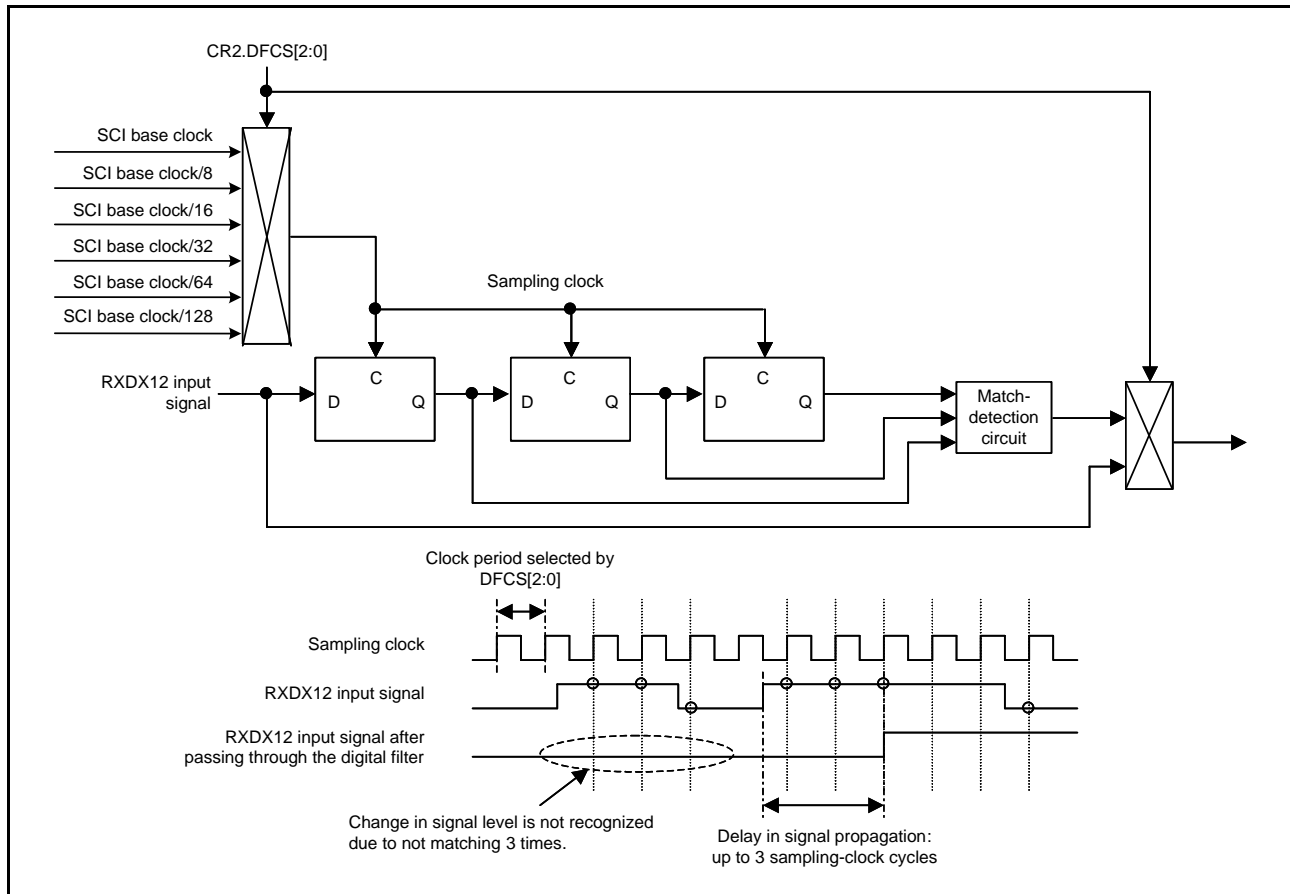 CR2.DFCS[2:0]
SCI base clock
SCI base clock/8
SCI base clock/16
SCI base clock/32
SCI base clock/64
SCI base clock/128
Sampling clock
RXDX12 input
signal
C
D
Q
C
D
Q
C
D
Q
Match-
detection
circuit
Clock period selected by
DFCS[2:0]
Sampling clock
RXDX12 input signal
RXDX12 input signal after
passing through the digital filter
Change in signal level is not recognized
due to not matching 3 times.
Delay in signal propagation:
up to 3 sampling-clock cycles